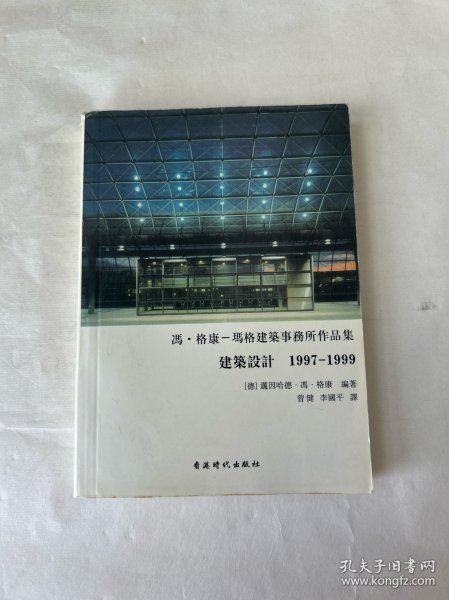 馮·格康－瑪格建築事務所作品集
建築設計 1997-1999
[德] 邁因哈德·馮·格康 編著
曾健 李國平 譯
香港時代出版社
孔夫子旧书网
www.kongfz.com